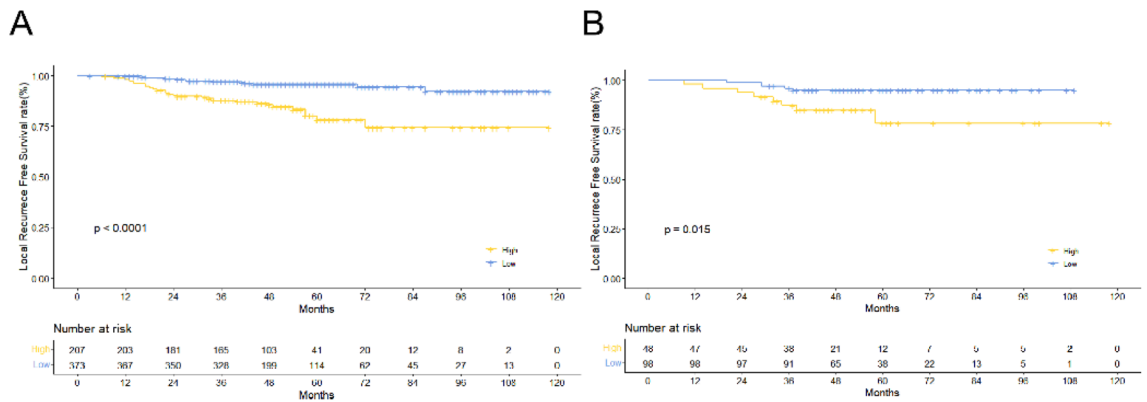 A
Local Recurrece Free Survival rate(%)
1.00
0.75
0.50
0.25
0.00
p < 0.0001
High
Low
0 12 24 36 48 60 72 84 96 108 120
Months
Number at risk
High 207 203 181 165 103 41 20 12 8 2 0
Low 373 367 350 328 199 114 62 45 27 13 0
0 12 24 36 48 60 72 84 96 108 120
Months
B
Local Recurrece Free Survival rate(%)
1.00
0.75
0.50
0.25
0.00
p = 0.015
High
Low
0 12 24 36 48 60 72 84 96 108 120
Months
Number at risk
High 48 47 45 38 21 12 7 5 5 2 0
Low 98 98 97 91 65 38 22 13 5 1 0
0 12 24 36 48 60 72 84 96 108 120
Months